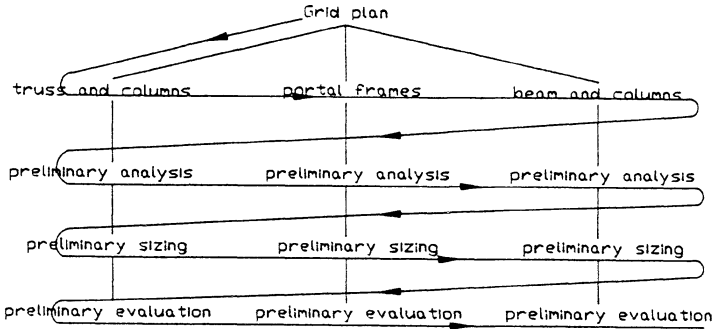 Grid plan
truss and columns portal frames beam and columns
preliminary analysis preliminary analysis preliminary analysis
preliminary sizing preliminary sizing preliminary sizing
preliminary evaluation preliminary evaluation preliminary evaluation